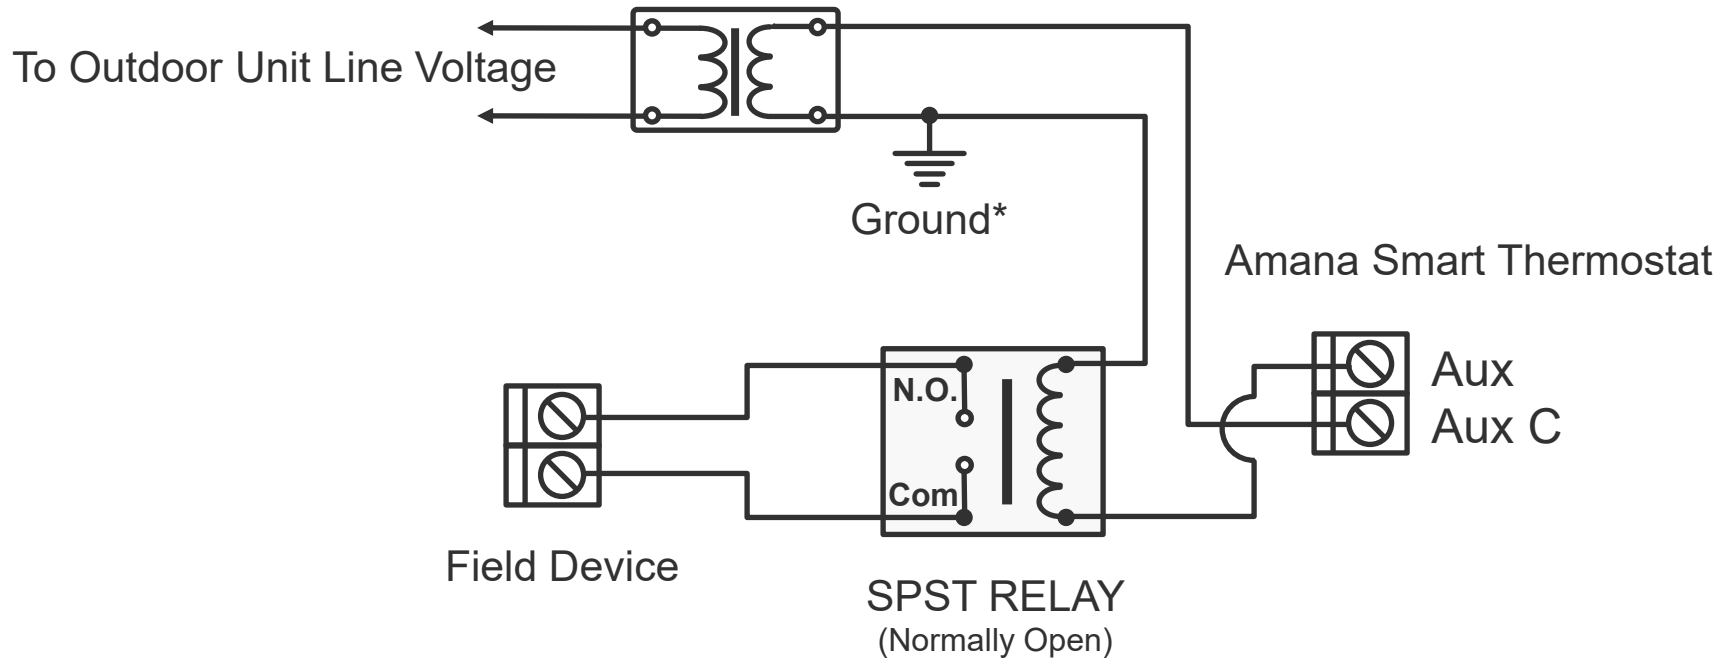 To Outdoor Unit Line Voltage
Ground*
Amana Smart Thermostat
Aux
Aux C
N.O.
Com
Field Device
SPST RELAY
(Normally Open)